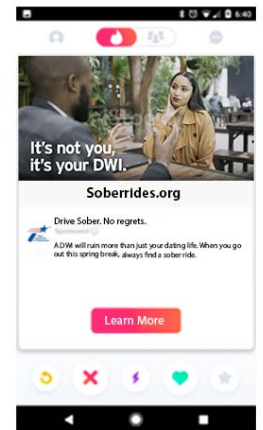 6:40
It's not you,
it's your DWI.
Soberrides.org
Drive Sober. No regrets.
Sponsored
A DWI will ruin more than just your dating life. When you go
out this spring break, always find a sober ride.
Learn More